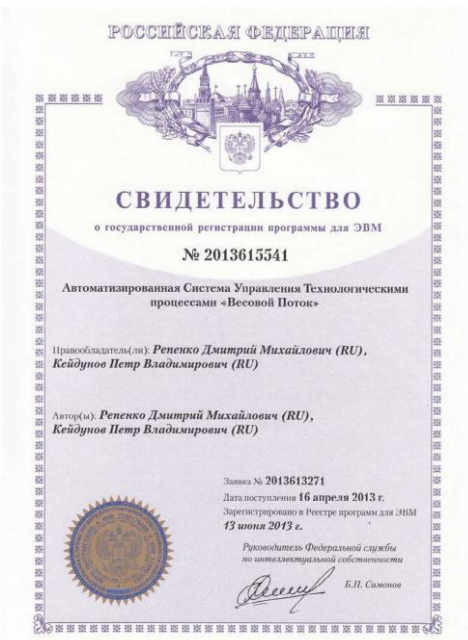 РОССИЙСКАЯ ФЕДЕРАЦИЯ
СВИДЕТЕЛЬСТВО
о государственной регистрации программы для ЭВМ
№ 2013615541
Автоматизированная Система Управления Технологическими
процессами «Весовой Поток»
Правообладатель(ли): Репенко Дмитрий Михайлович (RU),
Кейдунов Петр Владимирович (RU)
Автор(ы): Репенко Дмитрий Михайлович (RU),
Кейдунов Петр Владимирович (RU)
Заявка № 2013613271
Дата поступления 16 апреля 2013 г.
Зарегистрировано в Реестре программ для ЭВМ
13 июня 2013 г.
Руководитель Федеральной службы
по интеллектуальной собственности
Б.П. Симонов